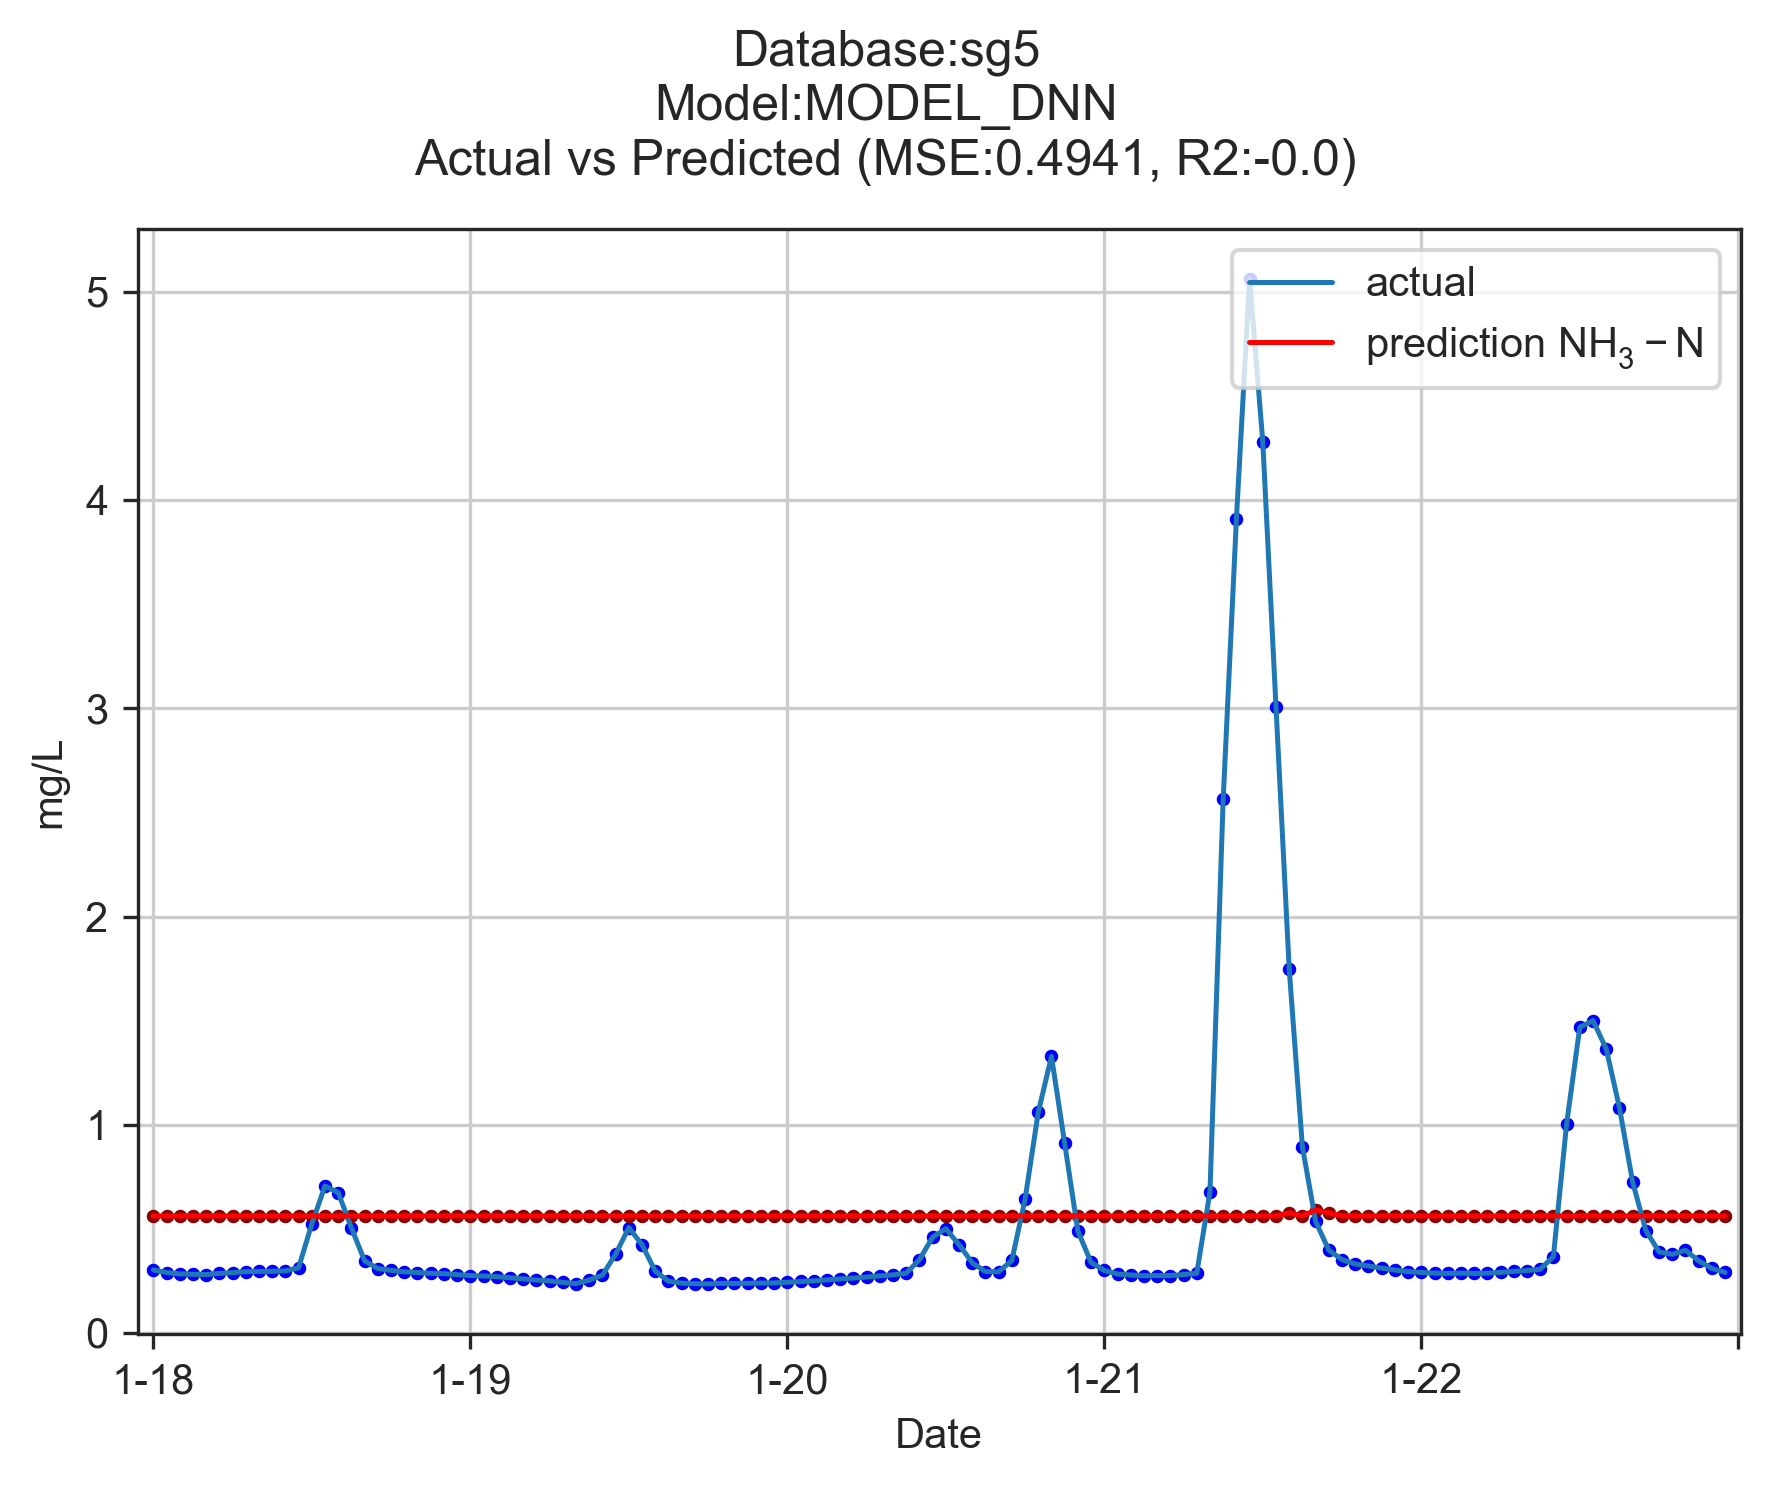 Database:sg5
Model:MODEL_DNN
Actual vs Predicted (MSE:0.4941, R2:-0.0)
actual
prediction NH₃ − N
5
4
3
2
1
0
mg/L
1-18 1-19 1-20 1-21 1-22
Date